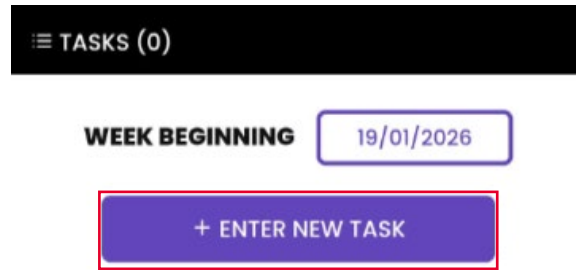 TASKS (0)
WEEK BEGINNING 19/01/2026
+ ENTER NEW TASK